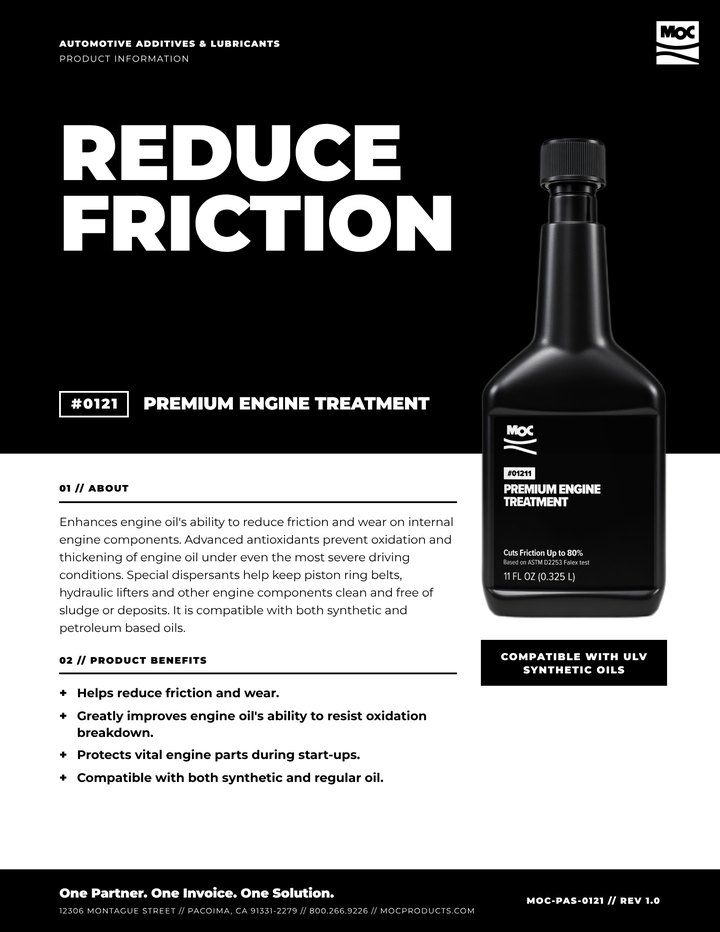 AUTOMOTIVE ADDITIVES & LUBRICANTS
PRODUCT INFORMATION
MOC
REDUCE
FRICTION
#0121 PREMIUM ENGINE TREATMENT
MOC
#01211
PREMIUM ENGINE
TREATMENT
Cuts Friction Up to 80%
Based on ASTM D2253 Falex test
11 FL OZ (0.325 L)
COMPATIBLE WITH ULV
SYNTHETIC OILS
01 // ABOUT
Enhances engine oil's ability to reduce friction and wear on internal
engine components. Advanced antioxidants prevent oxidation and
thickening of engine oil under even the most severe driving
conditions. Special dispersants help keep piston ring belts,
hydraulic lifters and other engine components clean and free of
sludge or deposits. It is compatible with both synthetic and
petroleum based oils.
02 // PRODUCT BENEFITS
+ Helps reduce friction and wear.
+ Greatly improves engine oil's ability to resist oxidation
breakdown.
+ Protects vital engine parts during start-ups.
+ Compatible with both synthetic and regular oil.
One Partner. One Invoice. One Solution.
12306 MONTAGUE STREET // PACOIMA, CA 91331-2279 // 800.266.9226 // MOCPRODUCTS.COM
MOC-PAS-0121 // REV 1.0